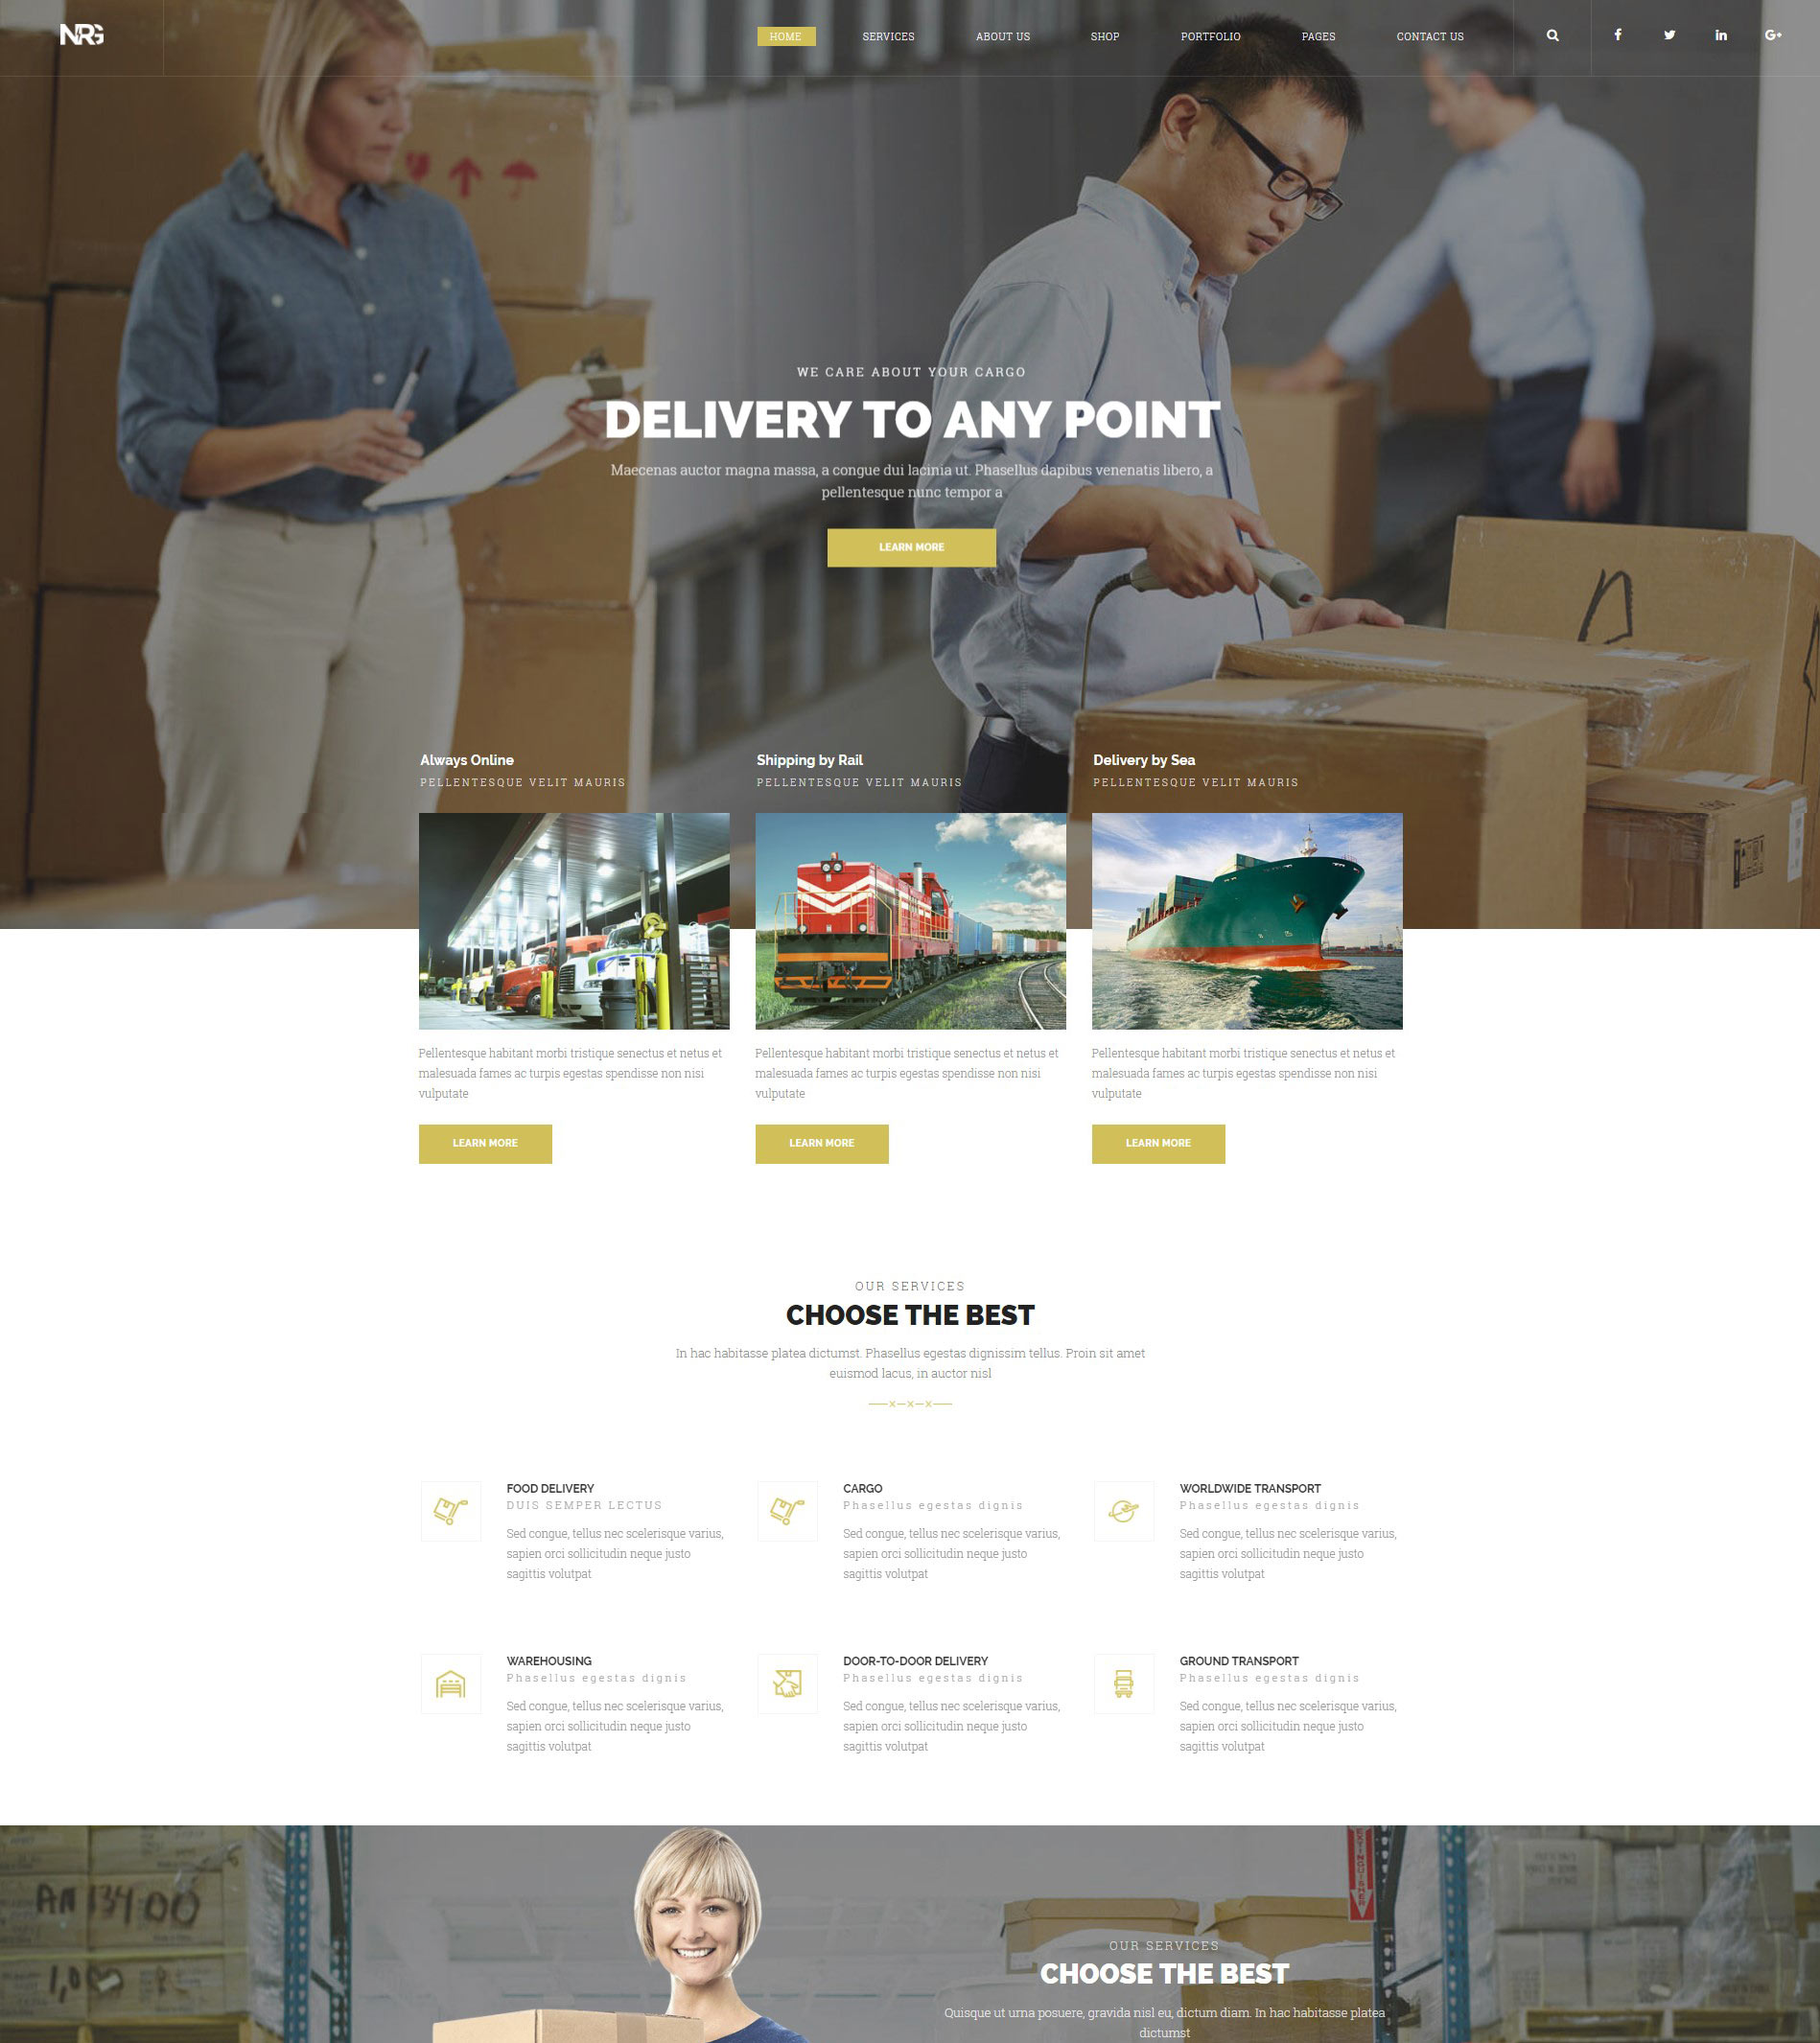 NRG
HOME SERVICES ABOUT US SHOP PORTFOLIO PAGES CONTACT US
WE CARE ABOUT YOUR CARGO
DELIVERY TO ANY POINT
Maecenas auctor magna massa, a congue dui lacinia ut. Phasellus dapibus venenatis libero, a
pellentesque nunc tempor a
LEARN MORE
Always Online
PELLENTESQUE VELIT MAURIS
Pellentesque habitant morbi tristique senectus et netus et
malesuada fames ac turpis egestas spendisse non nisi
vulputate
LEARN MORE
Shipping by Rail
PELLENTESQUE VELIT MAURIS
Pellentesque habitant morbi tristique senectus et netus et
malesuada fames ac turpis egestas spendisse non nisi
vulputate
LEARN MORE
Delivery by Sea
PELLENTESQUE VELIT MAURIS
Pellentesque habitant morbi tristique senectus et netus et
malesuada fames ac turpis egestas spendisse non nisi
vulputate
LEARN MORE
OUR SERVICES
CHOOSE THE BEST
In hac habitasse platea dictumst. Phasellus egestas dignissim tellus. Proin sit amet
euismod lacus, in auctor nisl
FOOD DELIVERY
DUIS SEMPER LECTUS
Sed congue, tellus nec scelerisque varius,
sapien orci sollicitudin neque justo
sagittis volutpat
CARGO
Phasellus egestas dignis
Sed congue, tellus nec scelerisque varius,
sapien orci sollicitudin neque justo
sagittis volutpat
WORLDWIDE TRANSPORT
Phasellus egestas dignis
Sed congue, tellus nec scelerisque varius,
sapien orci sollicitudin neque justo
sagittis volutpat
WAREHOUSING
Phasellus egestas dignis
Sed congue, tellus nec scelerisque varius,
sapien orci sollicitudin neque justo
sagittis volutpat
DOOR-TO-DOOR DELIVERY
Phasellus egestas dignis
Sed congue, tellus nec scelerisque varius,
sapien orci sollicitudin neque justo
sagittis volutpat
GROUND TRANSPORT
Phasellus egestas dignis
Sed congue, tellus nec scelerisque varius,
sapien orci sollicitudin neque justo
sagittis volutpat
OUR SERVICES
CHOOSE THE BEST
Quisque ut urna posuere, gravida nisl eu, dictum diam. In hac habitasse platea
dictumst